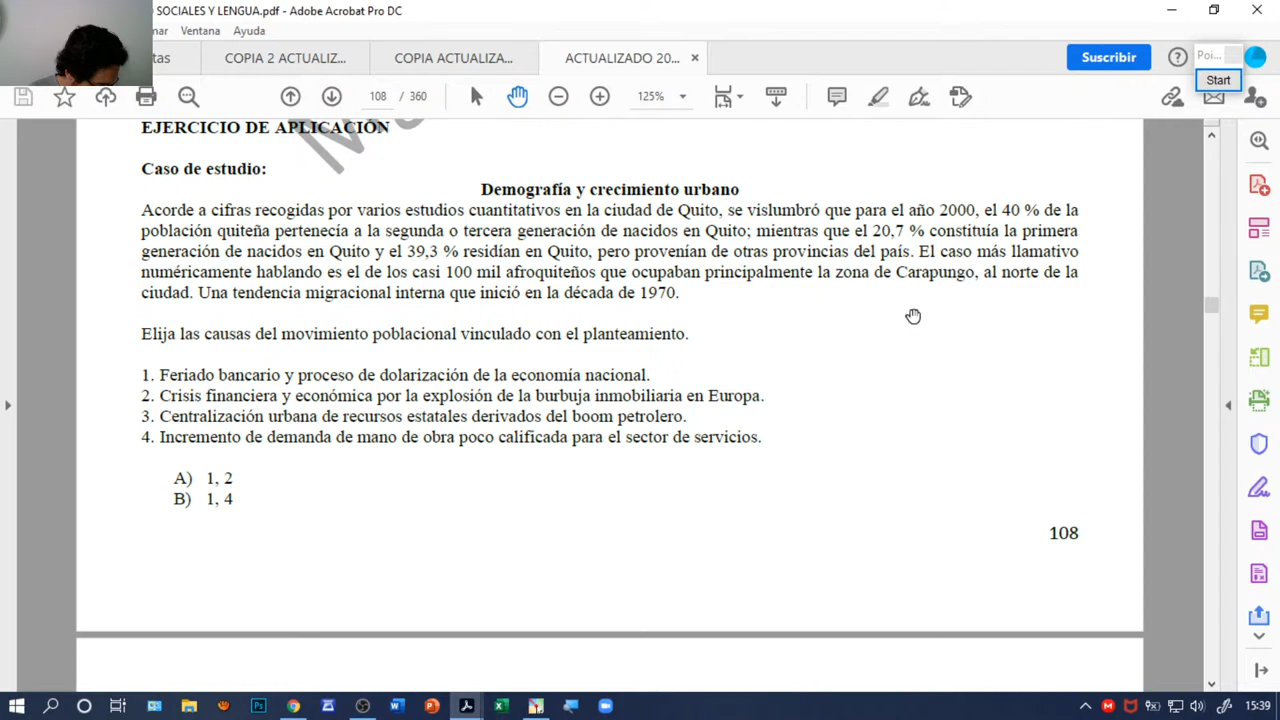 SOCIALES Y LENGUA.pdf - Adobe Acrobat Pro DC
Ventana Ayuda
COPIA 2 ACTUALIZ... COPIA ACTUALIZA... ACTUALIZADO 20... Suscribir
Start
108 / 360 125%
EJERCICIO DE APLICACIÓN
Caso de estudio:
Demografía y crecimiento urbano
Acorde a cifras recogidas por varios estudios cuantitativos en la ciudad de Quito, se vislumbró que para el año 2000, el 40 % de la
población quiteña pertenecía a la segunda o tercera generación de nacidos en Quito; mientras que el 20,7 % constituía la primera
generación de nacidos en Quito y el 39,3 % residían en Quito, pero provenían de otras provincias del país. El caso más llamativo
numéricamente hablando es el de los casi 100 mil afroquiteños que ocupaban principalmente la zona de Carapungo, al norte de la
ciudad. Una tendencia migracional interna que inició en la década de 1970.
Elija las causas del movimiento poblacional vinculado con el planteamiento.
1. Feriado bancario y proceso de dolarización de la economía nacional.
2. Crisis financiera y económica por la explosión de la burbuja inmobiliaria en Europa.
3. Centralización urbana de recursos estatales derivados del boom petrolero.
4. Incremento de demanda de mano de obra poco calificada para el sector de servicios.
A) 1, 2
B) 1, 4
108
15:39